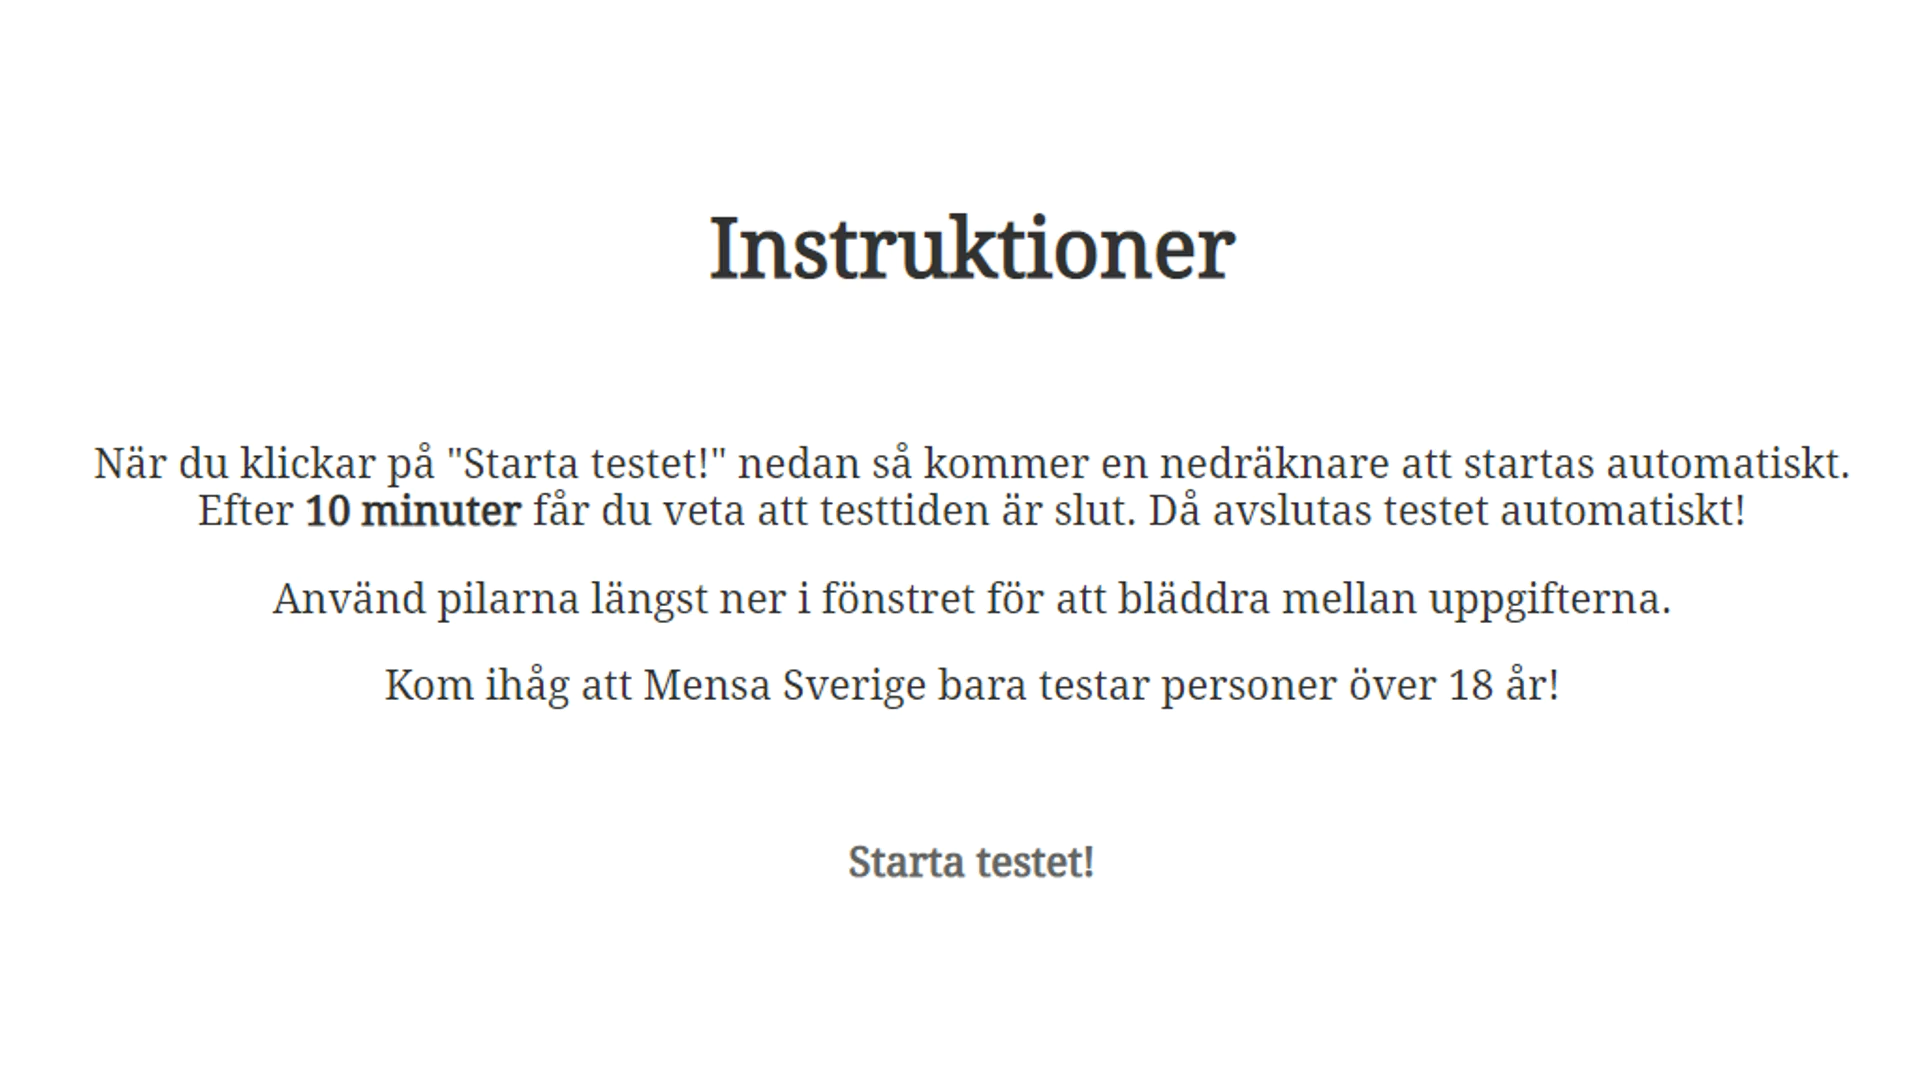 Instruktioner
När du klickar på "Starta testet!" nedan så kommer en nedräknare att startas automatiskt.
Efter 10 minuter får du veta att testtiden är slut. Då avslutas testet automatiskt!
Använd pilarna längst ner i fönstret för att bläddra mellan uppgifterna.
Kom ihåg att Mensa Sverige bara testar personer över 18 år!
Starta testet!